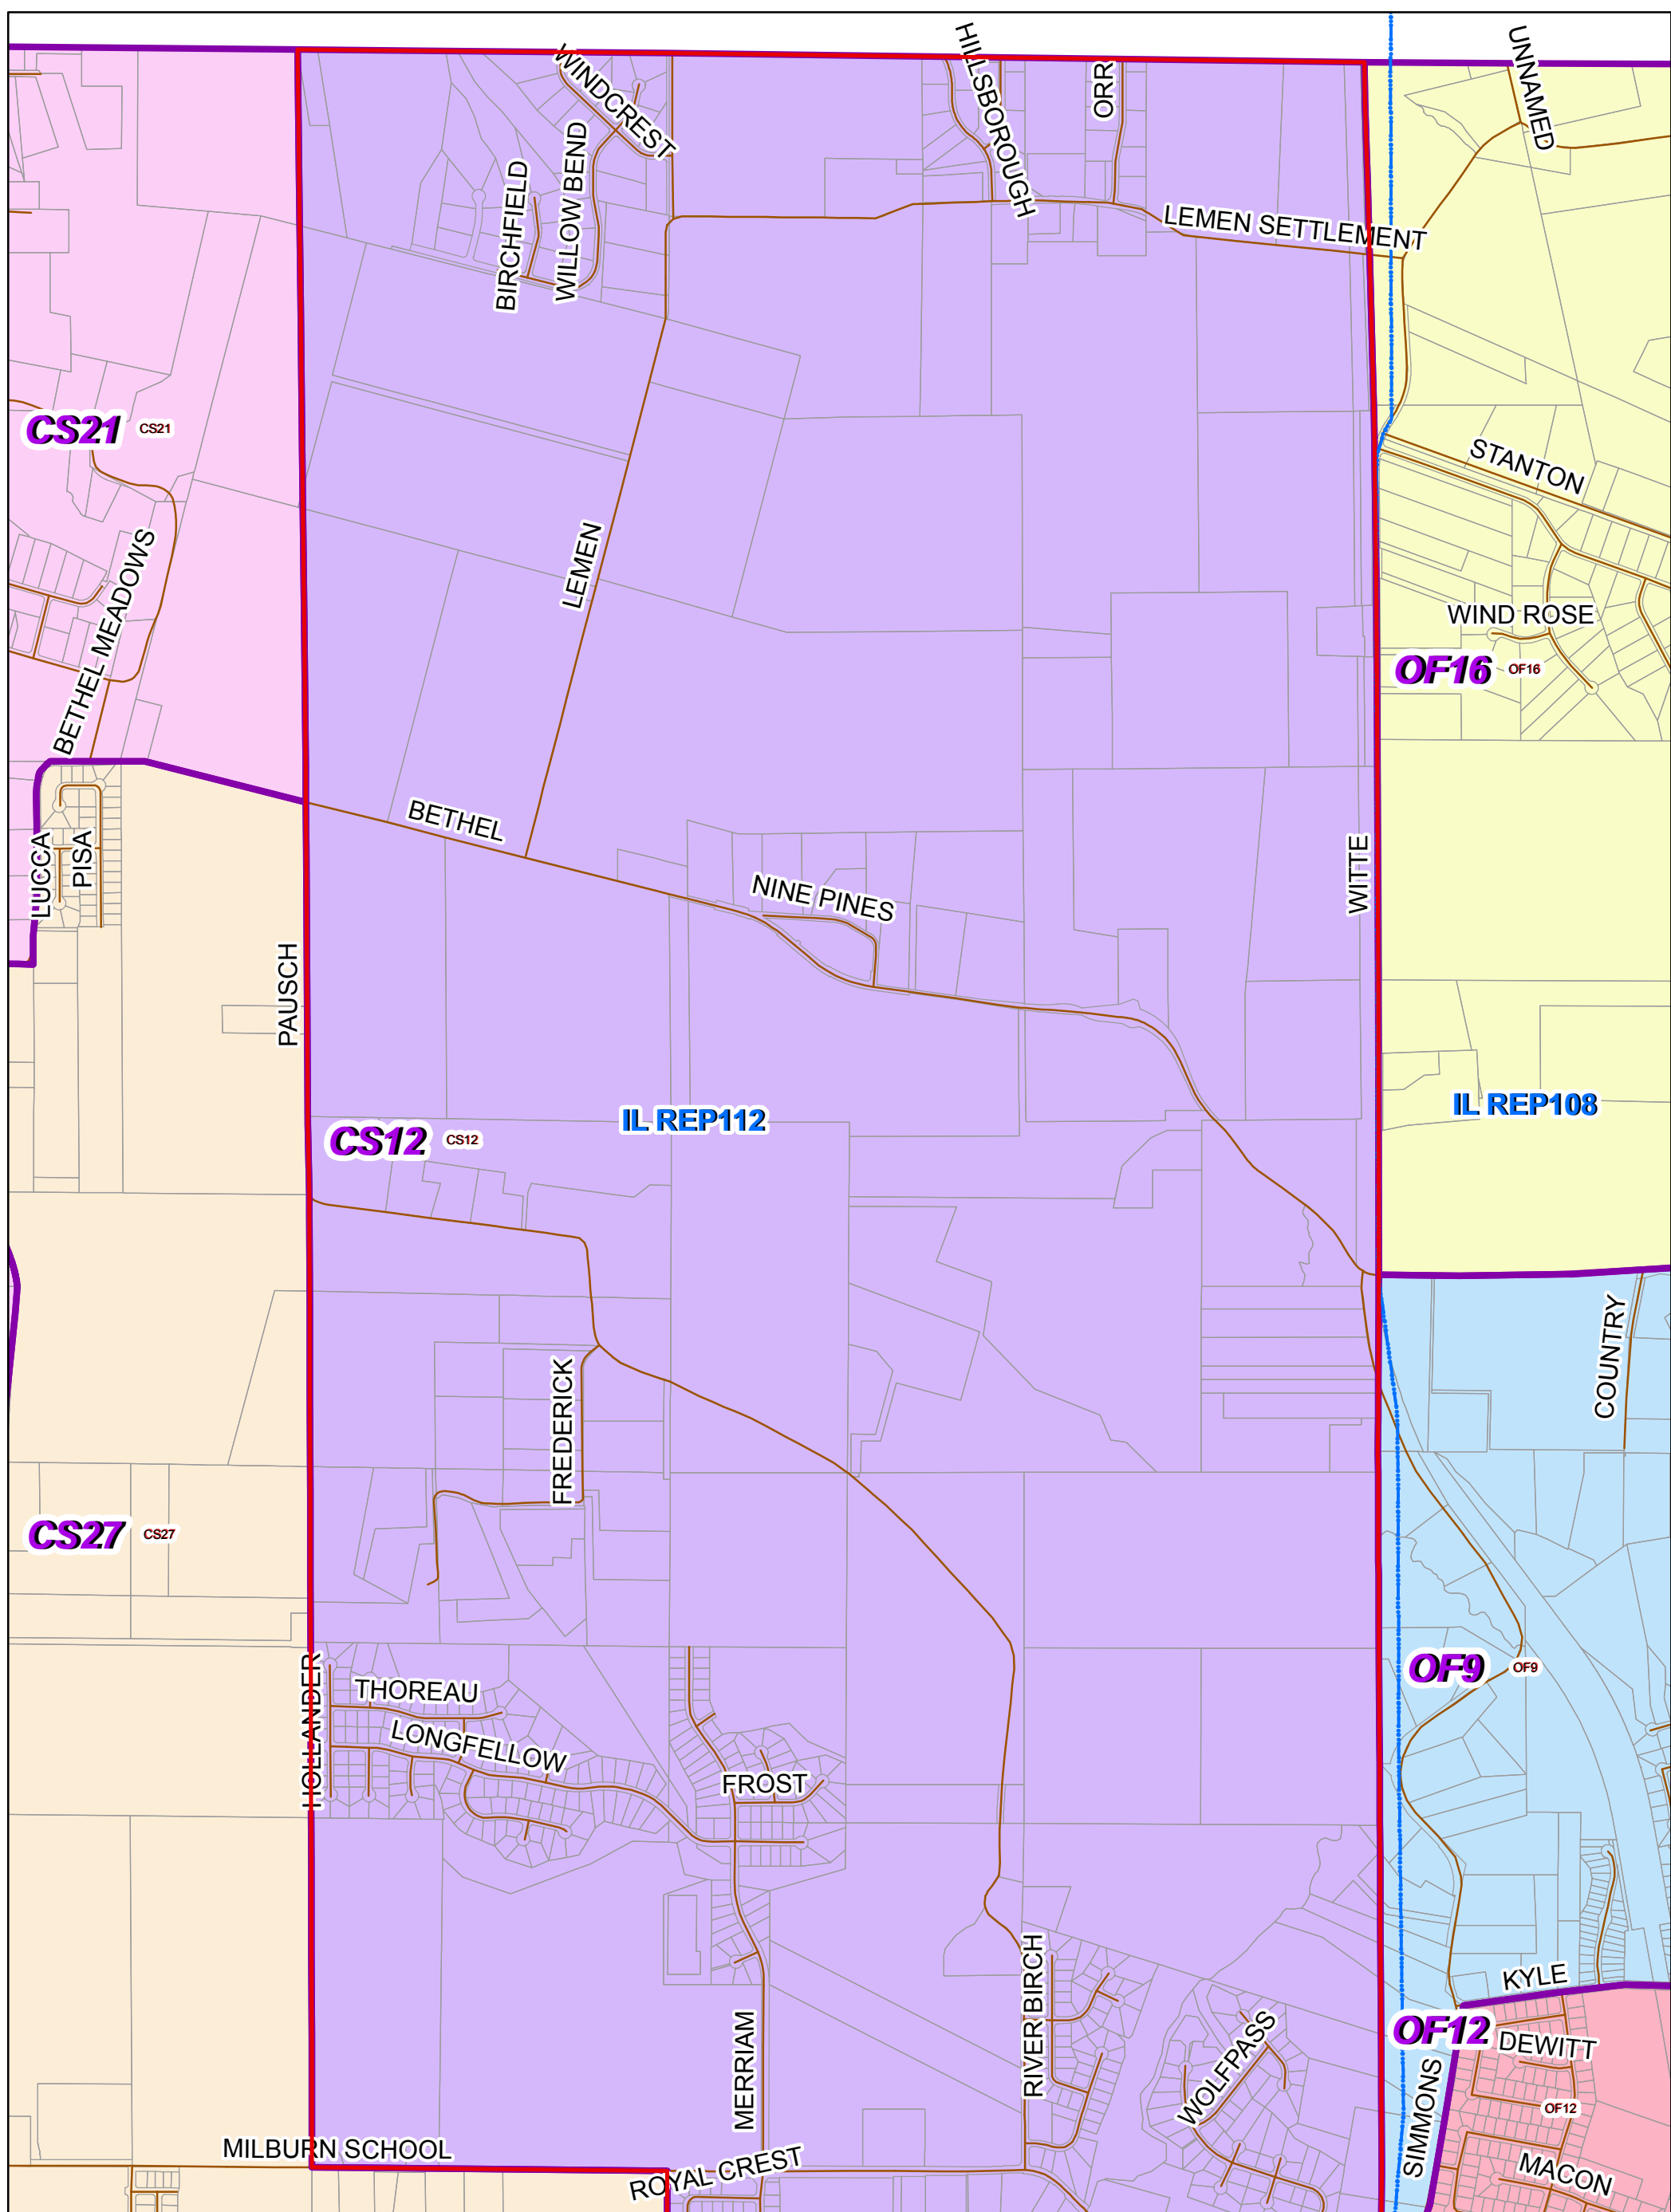 WINDCREST
HILLSBOROUGH
ORR
UNNAMED
BIRCHFIELD
WILLOW BEND
LEMEN SETTLEMENT
CS21 CS21
STANTON
LEMEN
BETHEL MEADOWS
WIND ROSE
OF16 OF16
BETHEL
LUCCA
PISA
NINE PINES
WITTE
PAUSCH
IL REP112
IL REP108
CS12 CS12
COUNTRY
FREDERICK
CS27 CS27
OF9 OF9
HOLLANDER
THOREAU
LONGFELLOW
FROST
KYLE
RIVER BIRCH
OF12
DEWITT
MERRIAM
WOLFPASS
SIMMONS
OF12
MILBURN SCHOOL
ROYAL CREST
MACON